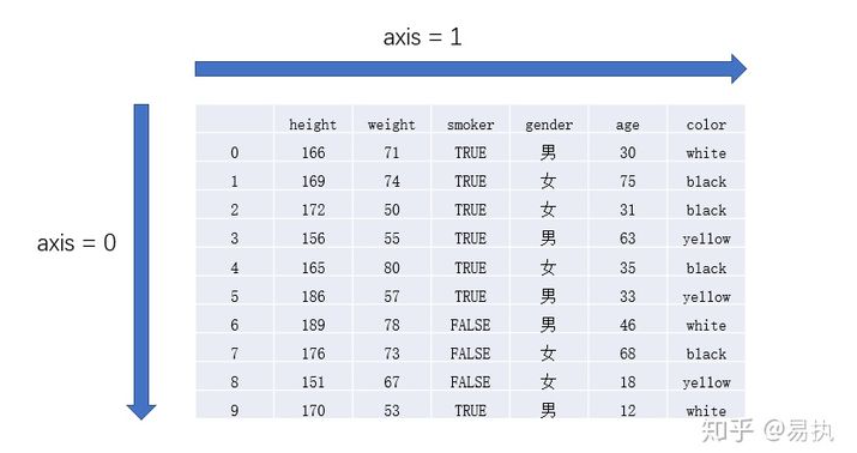 axis = 1
axis = 0
height weight smoker gender age color
0 166 71 TRUE 男 30 white
1 169 74 TRUE 女 75 black
2 172 50 TRUE 女 31 black
3 156 55 TRUE 男 63 yellow
4 165 80 TRUE 女 35 black
5 186 57 TRUE 男 33 yellow
6 189 78 FALSE 男 46 white
7 176 73 FALSE 女 68 black
8 151 67 FALSE 女 18 yellow
9 170 53 TRUE 男 12 white
知乎 @易执